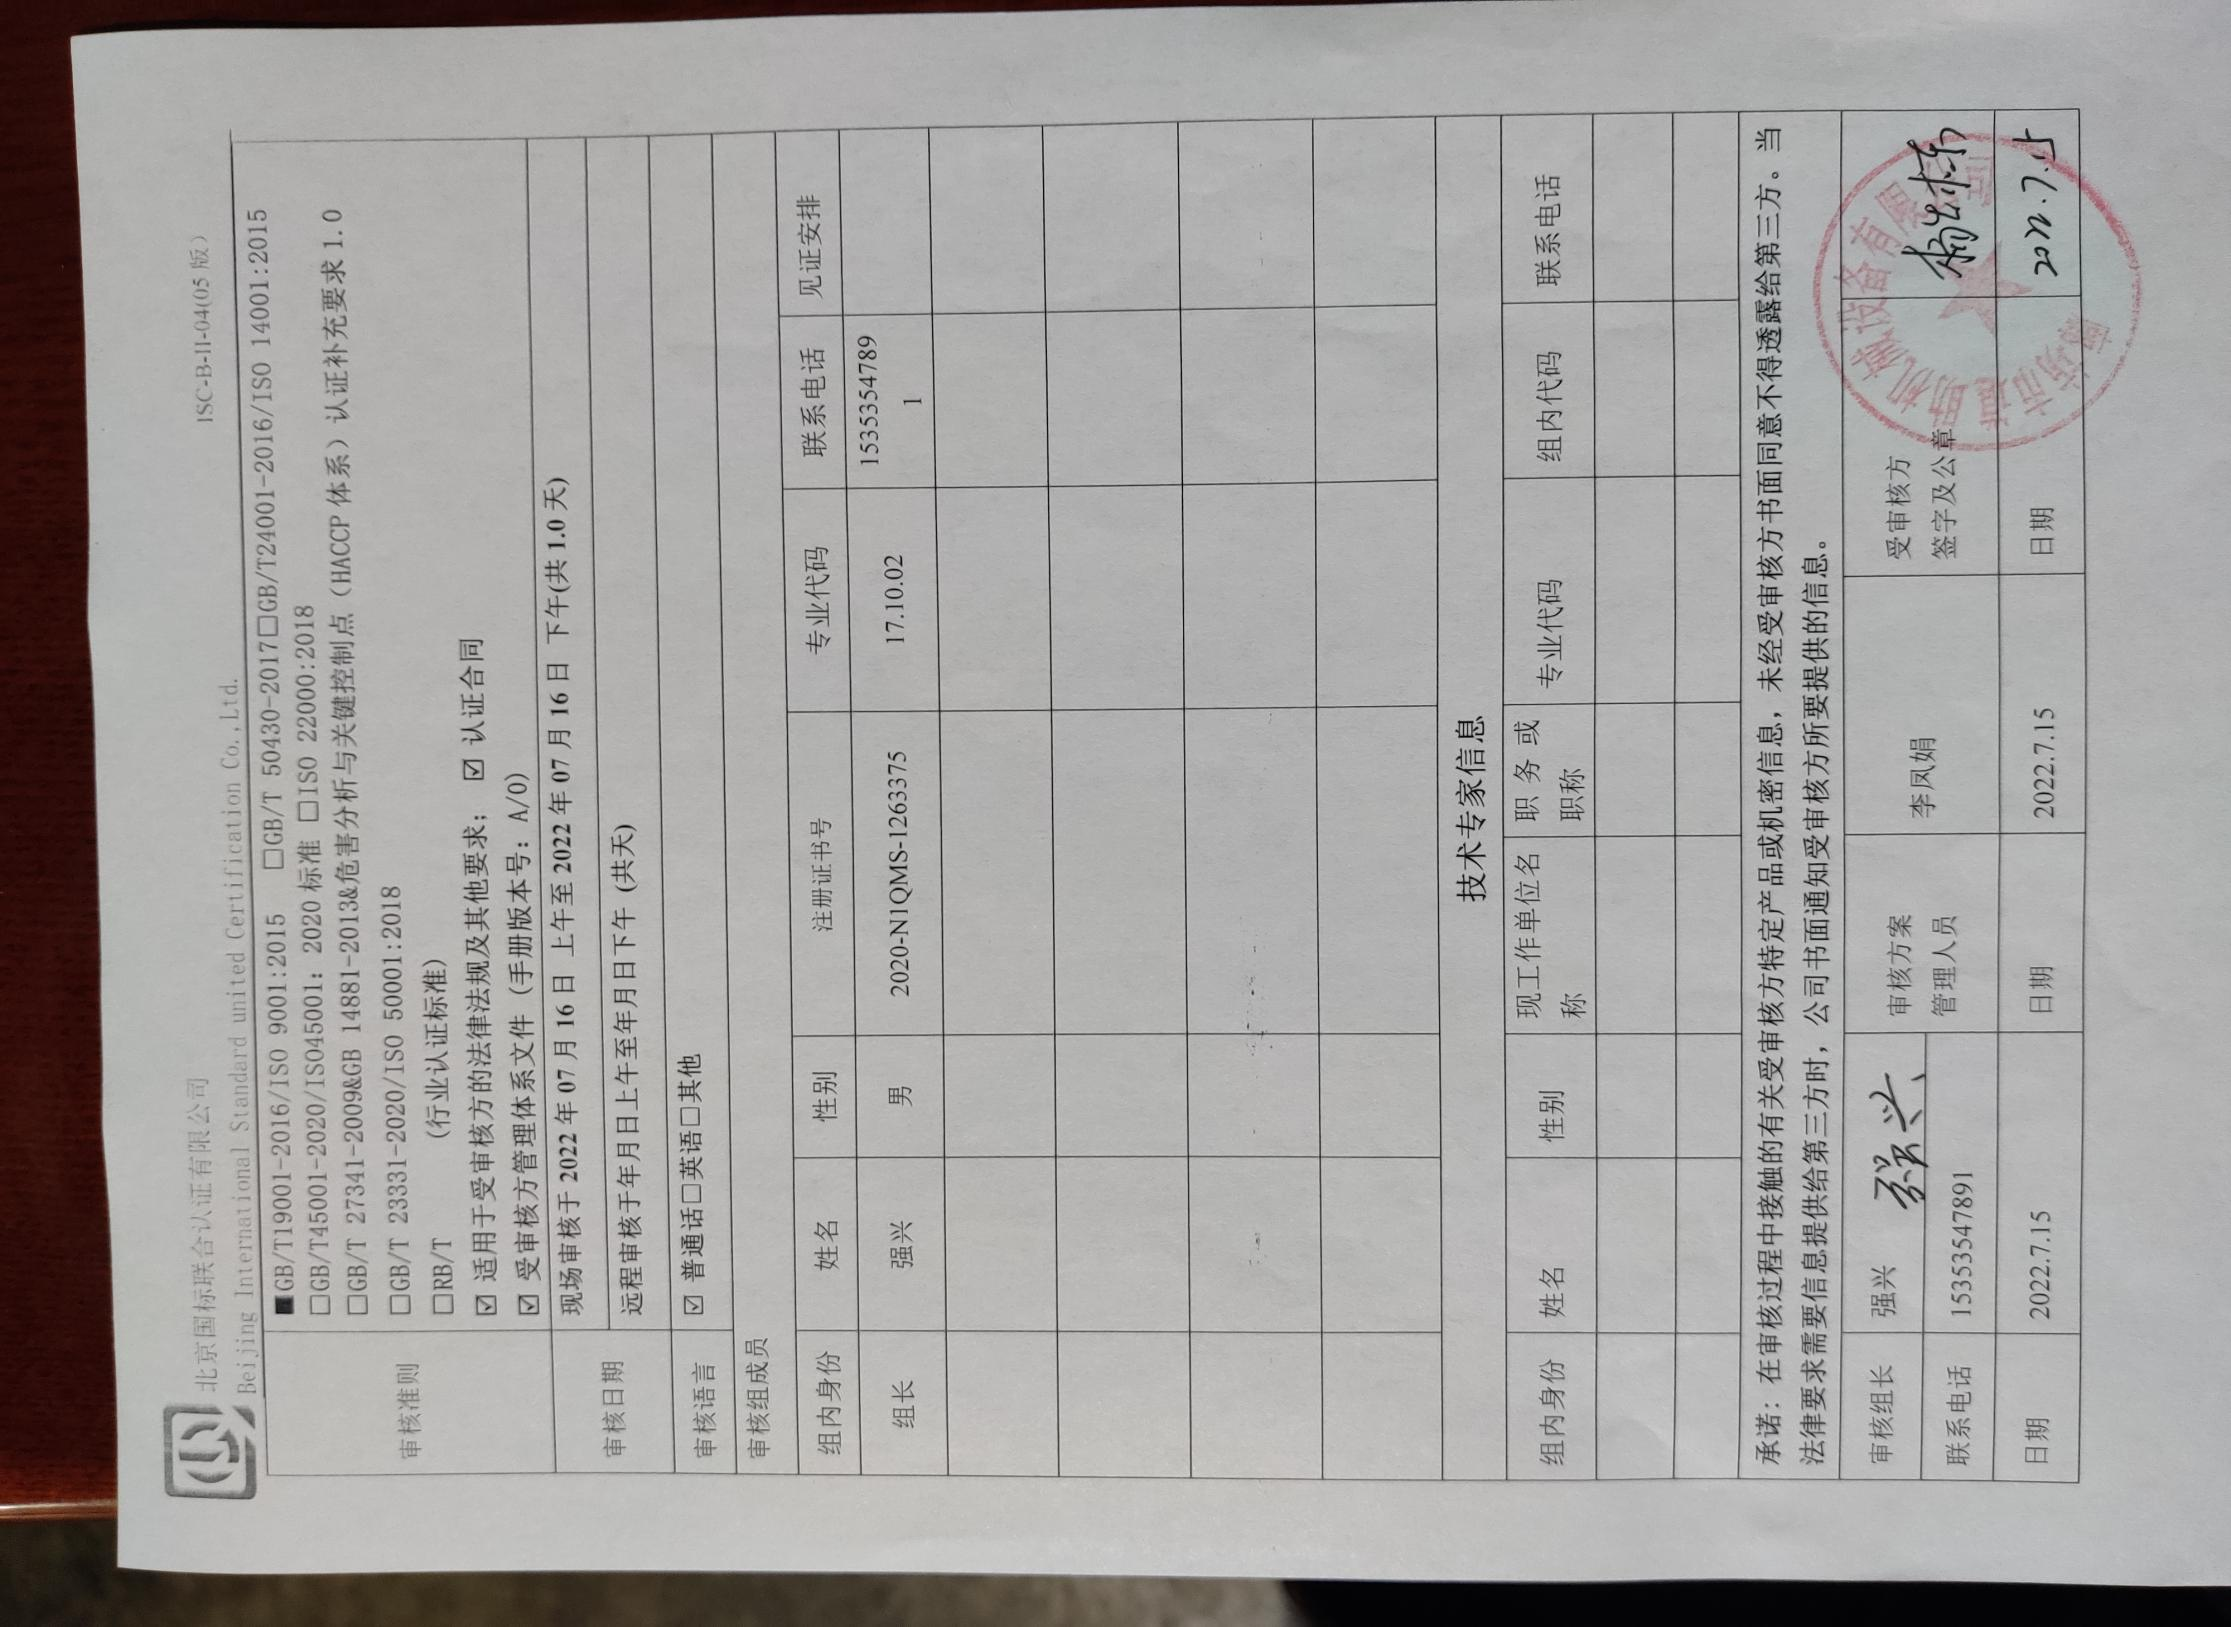 北京国标联合认证有限公司 ISC-B-II-04(05 版)
Beijing International Standard united Certification Co.,Ltd.
审核准则
■GB/T19001-2016/ISO 9001:2015 □GB/T 50430-2017□GB/T24001-2016/ISO 14001:2015
□GB/T45001-2020/ISO45001：2020 标准 □ISO 22000:2018
□GB/T 27341-2009&GB 14881-2013&危害分析与关键控制点（HACCP 体系）认证补充要求 1.0
□GB/T 23331-2020/ISO 50001:2018
□RB/T （行业认证标准）
☑ 适用于受审核方的法律法规及其他要求； ☑ 认证合同
☑ 受审核方管理体系文件（手册版本号：A/0）
审核日期
现场审核于 2022 年 07 月 16 日 上午至 2022 年 07 月 16 日 下午(共 1.0 天)
远程审核于年月日上午至年月日下午 (共天)
审核语言 ☑ 普通话□英语□其他
审核组成员
组内身份 姓名 性别 注册证书号 专业代码 联系电话 见证安排
组长 强兴 男 2020-N1QMS-1263375 17.10.02 1535354789
1
技术专家信息
组内身份 姓名 性别 现工作单位名 职 务 或 专业代码 组内代码 联系电话
称 职称
承诺：在审核过程中接触的有关受审核方特定产品或机密信息，未经受审核方书面同意不得透露给第三方。当
法律要求需要信息提供给第三方时，公司书面通知受审核方所要提供的信息。
审核组长 强兴 强兴 审核方案 李凤娟 受审核方
管理人员 签字及公章
联系电话 15353547891
日期 2022.7.15 日期 2022.7.15 日期 2022.7.15
机械设备有限公司